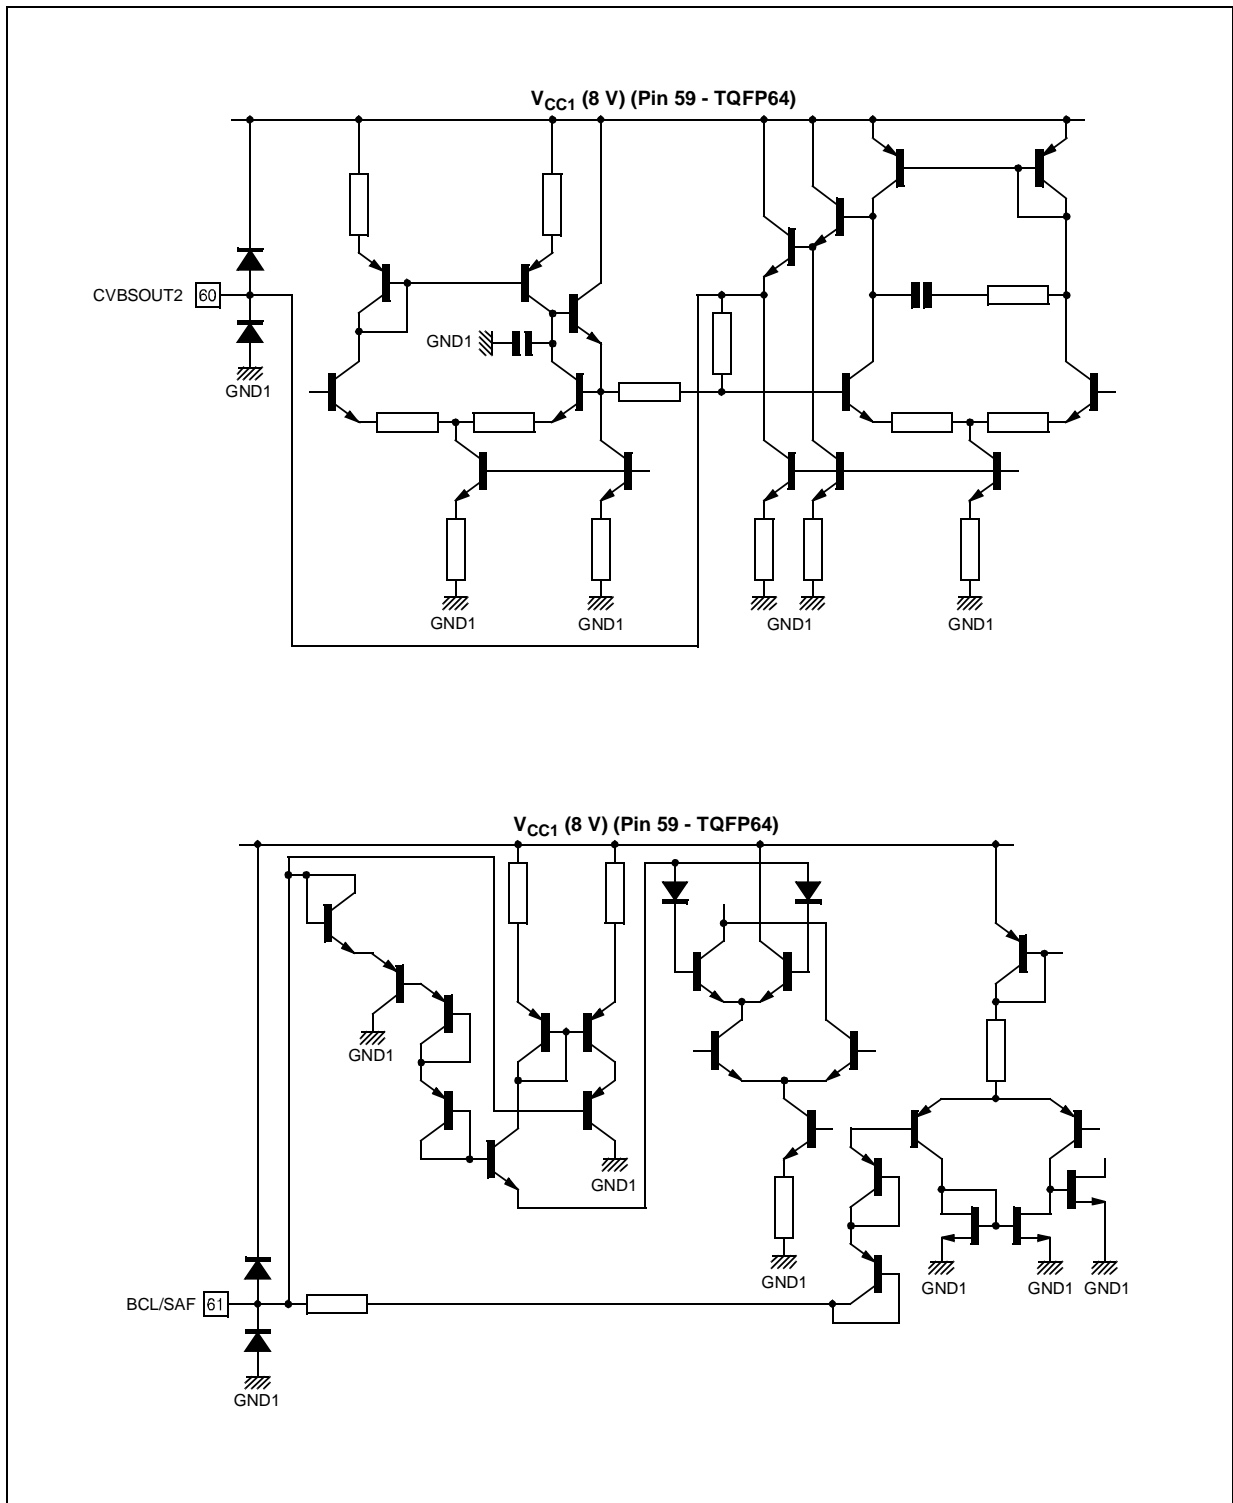 VCC1 (8 V) (Pin 59 - TQFP64)
CVBSOUT2 60
GND1
GND1
GND1
GND1
GND1
GND1
VCC1 (8 V) (Pin 59 - TQFP64)
GND1
GND1
GND1
GND1
GND1
GND1
BCL/SAF 61
GND1